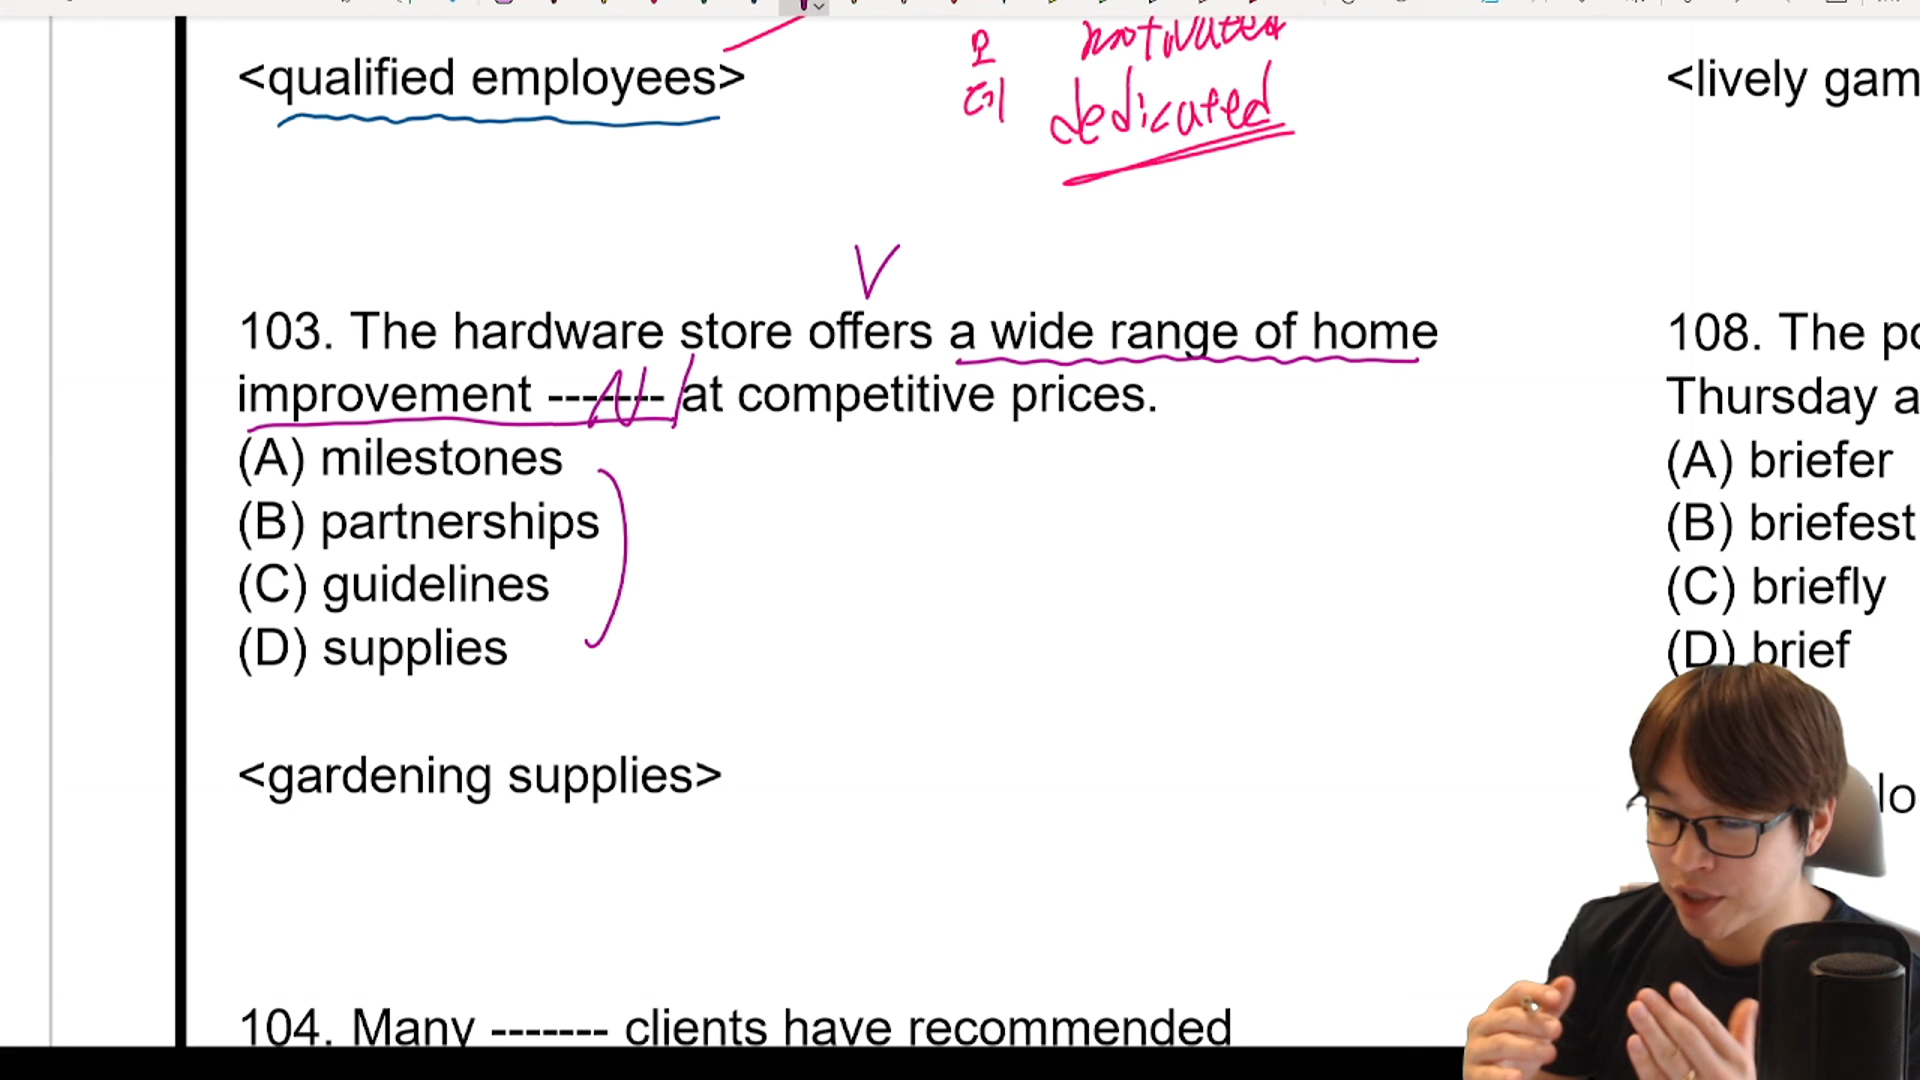 <qualified employees>
motivated
dedicated
V
103. The hardware store offers a wide range of home
improvement ------- at competitive prices.
N
(A) milestones
(B) partnerships
(C) guidelines
(D) supplies
<gardening supplies>
104. Many ------- clients have recommended
<lively gam
108. The po
Thursday a
(A) briefer
(B) briefest
(C) briefly
(D) brief
lo